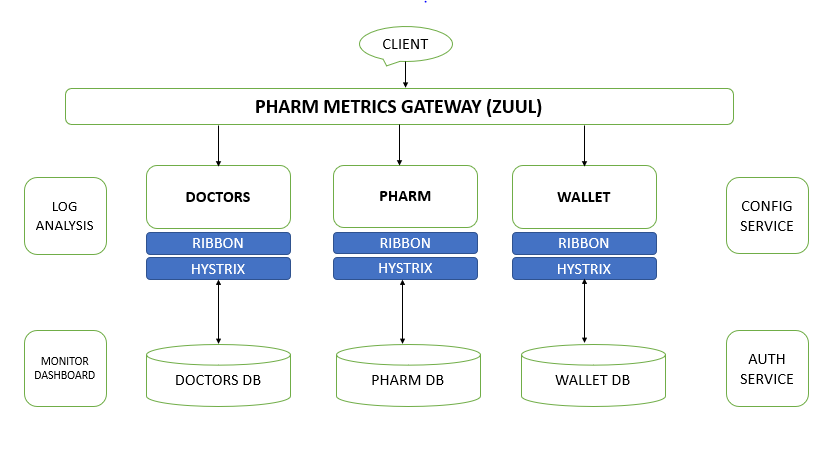 CLIENT
PHARM METRICS GATEWAY (ZUUL)
LOG
ANALYSIS
DOCTORS
PHARM
WALLET
CONFIG
SERVICE
RIBBON
RIBBON
RIBBON
HYSTRIX
HYSTRIX
HYSTRIX
MONITOR
DASHBOARD
DOCTORS DB
PHARM DB
WALLET DB
AUTH
SERVICE